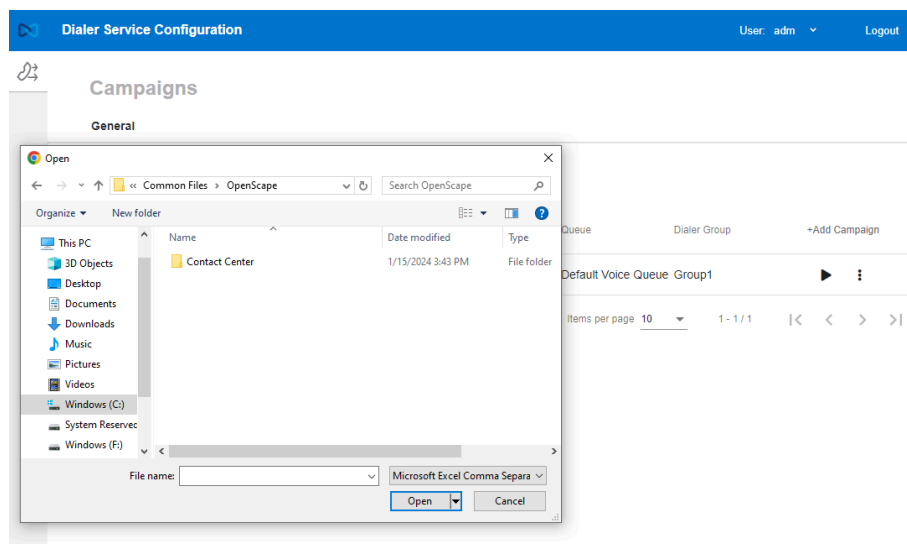 Dialer Service Configuration User: adm Logout
Campaigns
General
Open
« Common Files › OpenScape Search OpenScape
Organize New folder
This PC
3D Objects
Desktop
Documents
Downloads
Music
Pictures
Videos
Windows (C:)
System Reserved
Windows (F:)
Name Date modified Type
Contact Center 1/15/2024 3:43 PM File folder
File name: Microsoft Excel Comma Separa
Open Cancel
Queue Dialer Group +Add Campaign
Default Voice Queue Group1
Items per page 10 1 - 1 / 1